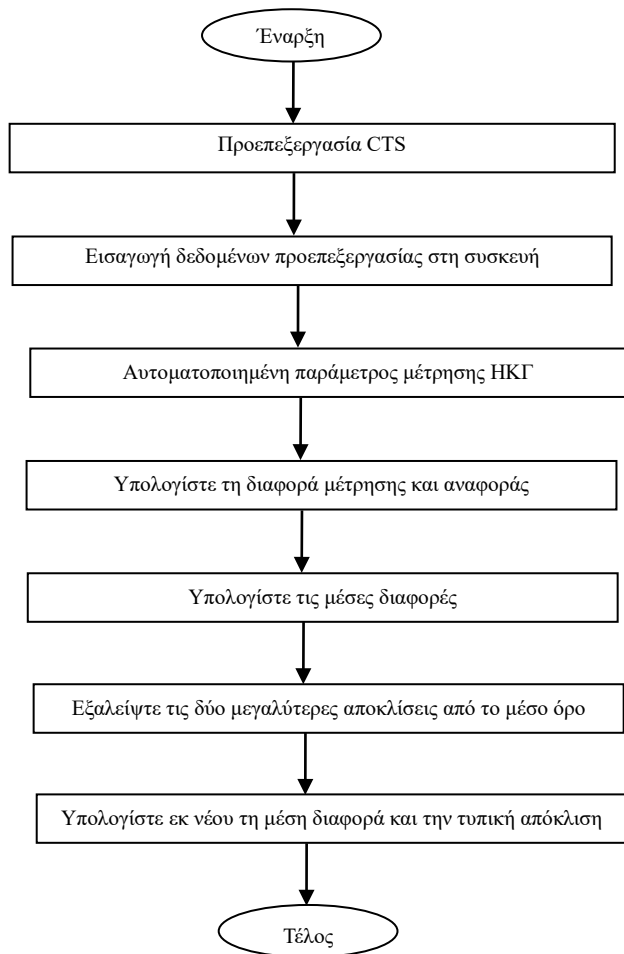 Έναρξη
Προεπεξεργασία CTS
Εισαγωγή δεδομένων προεπεξεργασίας στη συσκευή
Αυτοματοποιημένη παράμετρος μέτρησης ΗΚΓ
Υπολογίστε τη διαφορά μέτρησης και αναφοράς
Υπολογίστε τις μέσες διαφορές
Εξαλείψτε τις δύο μεγαλύτερες αποκλίσεις από το μέσο όρο
Υπολογίστε εκ νέου τη μέση διαφορά και την τυπική απόκλιση
Τέλος